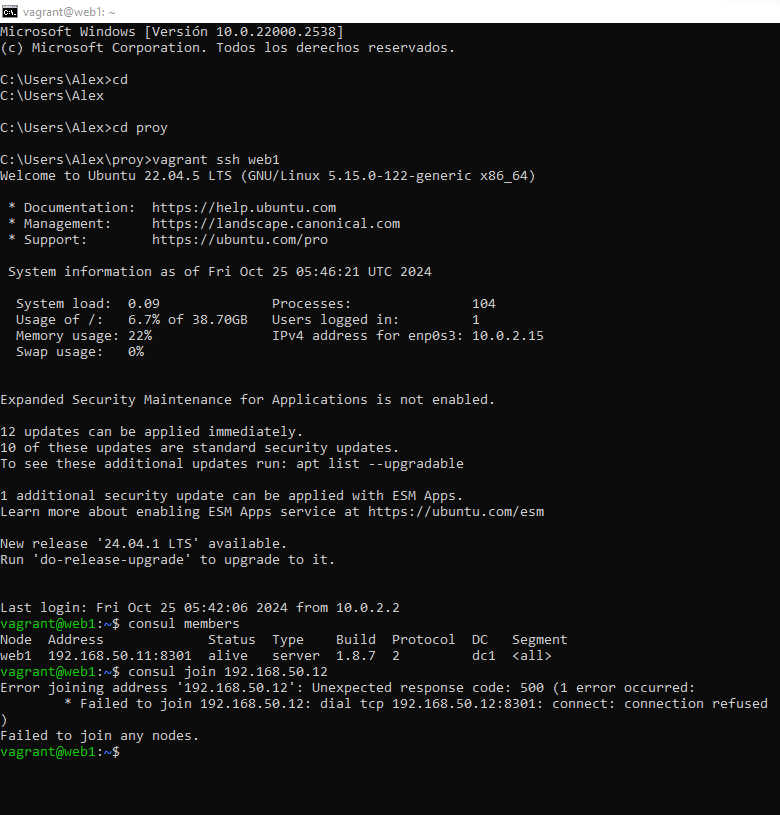 vagrant@web1: ~
Microsoft Windows [Versión 10.0.22000.2538]
(c) Microsoft Corporation. Todos los derechos reservados.
C:\Users\Alex>cd
C:\Users\Alex
C:\Users\Alex>cd proy
C:\Users\Alex\proy>vagrant ssh web1
Welcome to Ubuntu 22.04.5 LTS (GNU/Linux 5.15.0-122-generic x86_64)
 * Documentation:  https://help.ubuntu.com
 * Management:     https://landscape.canonical.com
 * Support:        https://ubuntu.com/pro
 System information as of Fri Oct 25 05:46:21 UTC 2024
  System load:  0.09              Processes:               104
  Usage of /:   6.7% of 38.70GB   Users logged in:         1
  Memory usage: 22%               IPv4 address for enp0s3: 10.0.2.15
  Swap usage:   0%
Expanded Security Maintenance for Applications is not enabled.
12 updates can be applied immediately.
10 of these updates are standard security updates.
To see these additional updates run: apt list --upgradable
1 additional security update can be applied with ESM Apps.
Learn more about enabling ESM Apps service at https://ubuntu.com/esm
New release '24.04.1 LTS' available.
Run 'do-release-upgrade' to upgrade to it.
Last login: Fri Oct 25 05:42:06 2024 from 10.0.2.2
vagrant@web1:~$ consul members
Node  Address             Status  Type    Build  Protocol  DC   Segment
web1  192.168.50.11:8301  alive   server  1.8.7  2         dc1  <all>
vagrant@web1:~$ consul join 192.168.50.12
Error joining address '192.168.50.12': Unexpected response code: 500 (1 error occurred:
        * Failed to join 192.168.50.12: dial tcp 192.168.50.12:8301: connect: connection refused
)
Failed to join any nodes.
vagrant@web1:~$